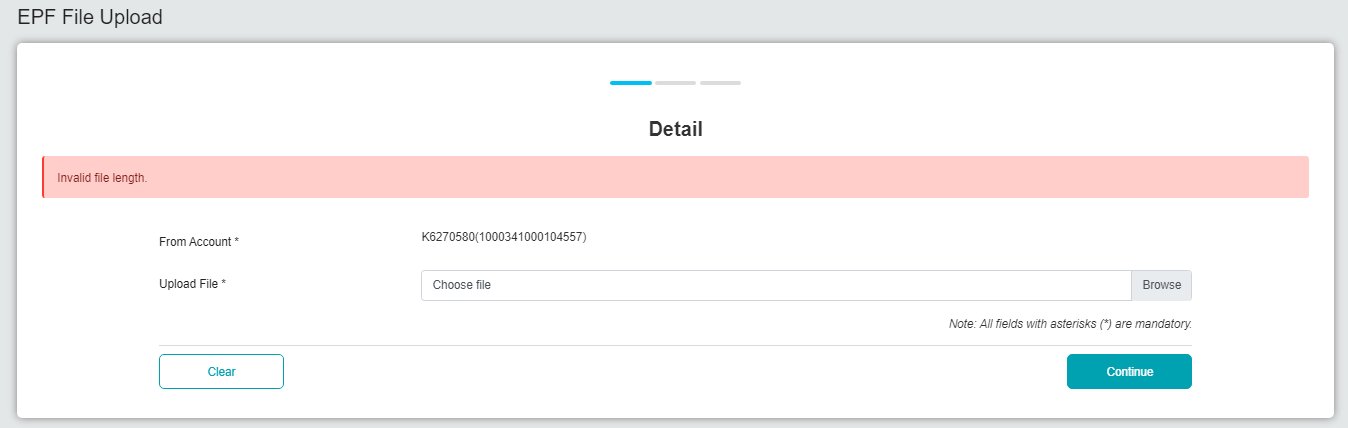 EPF File Upload
Detail
Invalid file length.
From Account *
K6270580(1000341000104557)
Upload File *
Choose file
Browse
Note: All fields with asterisks (*) are mandatory.
Clear
Continue